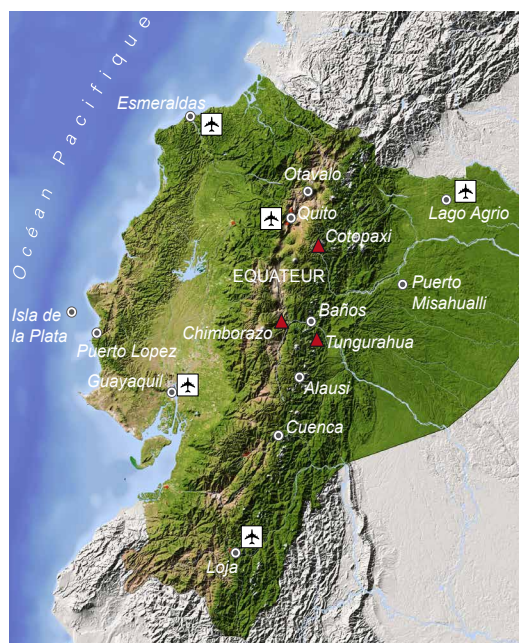 Océan Pacifique
Esmeraldas
Otavalo
Quito
Lago Agrio
Cotopaxi
EQUATEUR
Puerto
Misahualli
Isla de
la Plata
Baños
Chimborazo
Puerto Lopez
Tungurahua
Guayaquil
Alausi
Cuenca
Loja